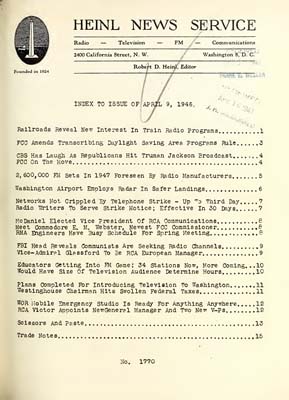 HEINL NEWS SERVICE
Radio — Television — FM — Communications
2400 California Street, N. W. Washington 8, D. C.
Founded in 1924
Robert D. Heinl, Editor
INDEX TO ISSUE OF APRIL 9, 1946.
Railroads Reveal New Interest In Train Radio Programs..........1
FCC Amends Transcribing Daylight Saving Area Programs Rule.....3
CBS Has Laugh As Republicans Hit Truman Jackson Broadcast......4
FCC On The Move................4
2,600,000 FM Sets In 1947 Foreseen By Radio Manufacturers......5
Washington Airport Employs Radar In Safer Landings.............6
Networks Not Crippled By Telephone Strike - Up To Third Day....7
Radio Writers To Serve Strike Notice; Effective In 30 Days.....7
McDaniel Elected Vice President Of RCA Communications..........8
Meet Commodore E. M. Webster, Newest FCC Commissioner..........8
RMA Engineers Have Busy Schedule For Spring Meeting............8
FBI Head Reveals Communists Are Seeking Radio Channels.........9
Vice-Admiral Glassford To Be RCA European Manager..............9
Educators Getting Into FM Game; 34 Stations Now, More Coming..10
Would Have Size Of Television Audience Determine Hours........10
Plans Completed For Introducing Television To Washington......11
Westinghouse Chairman Hits Swollen Federal Taxes..............11
WOR Mobile Emergency Studio Is Ready For Anything Anywhere....12
RCA Victor Appoints NewGeneral Manager And Two New V-Ps.......12
Scissors And Paste............13
Trade Notes...................15
No. 1770